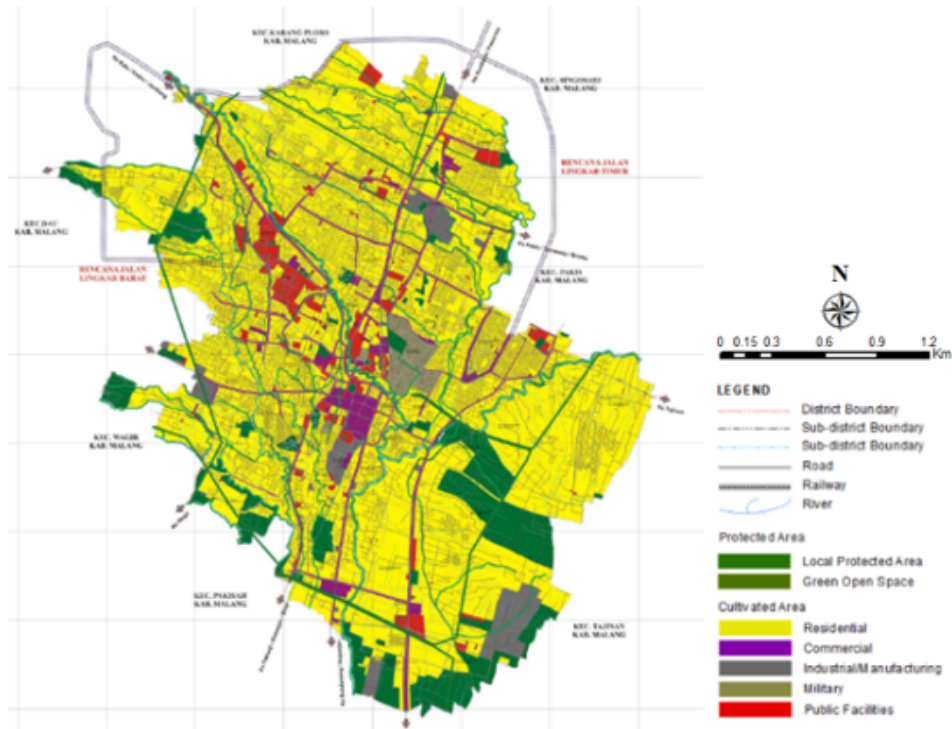 KEC.KARANG PLOSO
KAB. MALANG
KEC. SINGOSARI
KAB. MALANG
RENCANA JALAN
LINGKAR TIMUR
KEC.DAU
KAB. MALANG
RENCANA JALAN
LINGKAR BARAT
KEC. PAKIS
KAB. MALANG
KEC. WAGIR
KAB. MALANG
KEC. PAKISAJI
KAB. MALANG
KEC. TAJINAN
KAB. MALANG
N
0 0.15 0.3 0.6 0.9 1.2
Km
LEGEND
District Boundary
Sub-district Boundary
Sub-district Boundary
Road
Railway
River
Protected Area
Local Protected Area
Green Open Space
Cultivated Area
Residential
Commercial
Industrial/Manufacturing
Military
Public Facilities